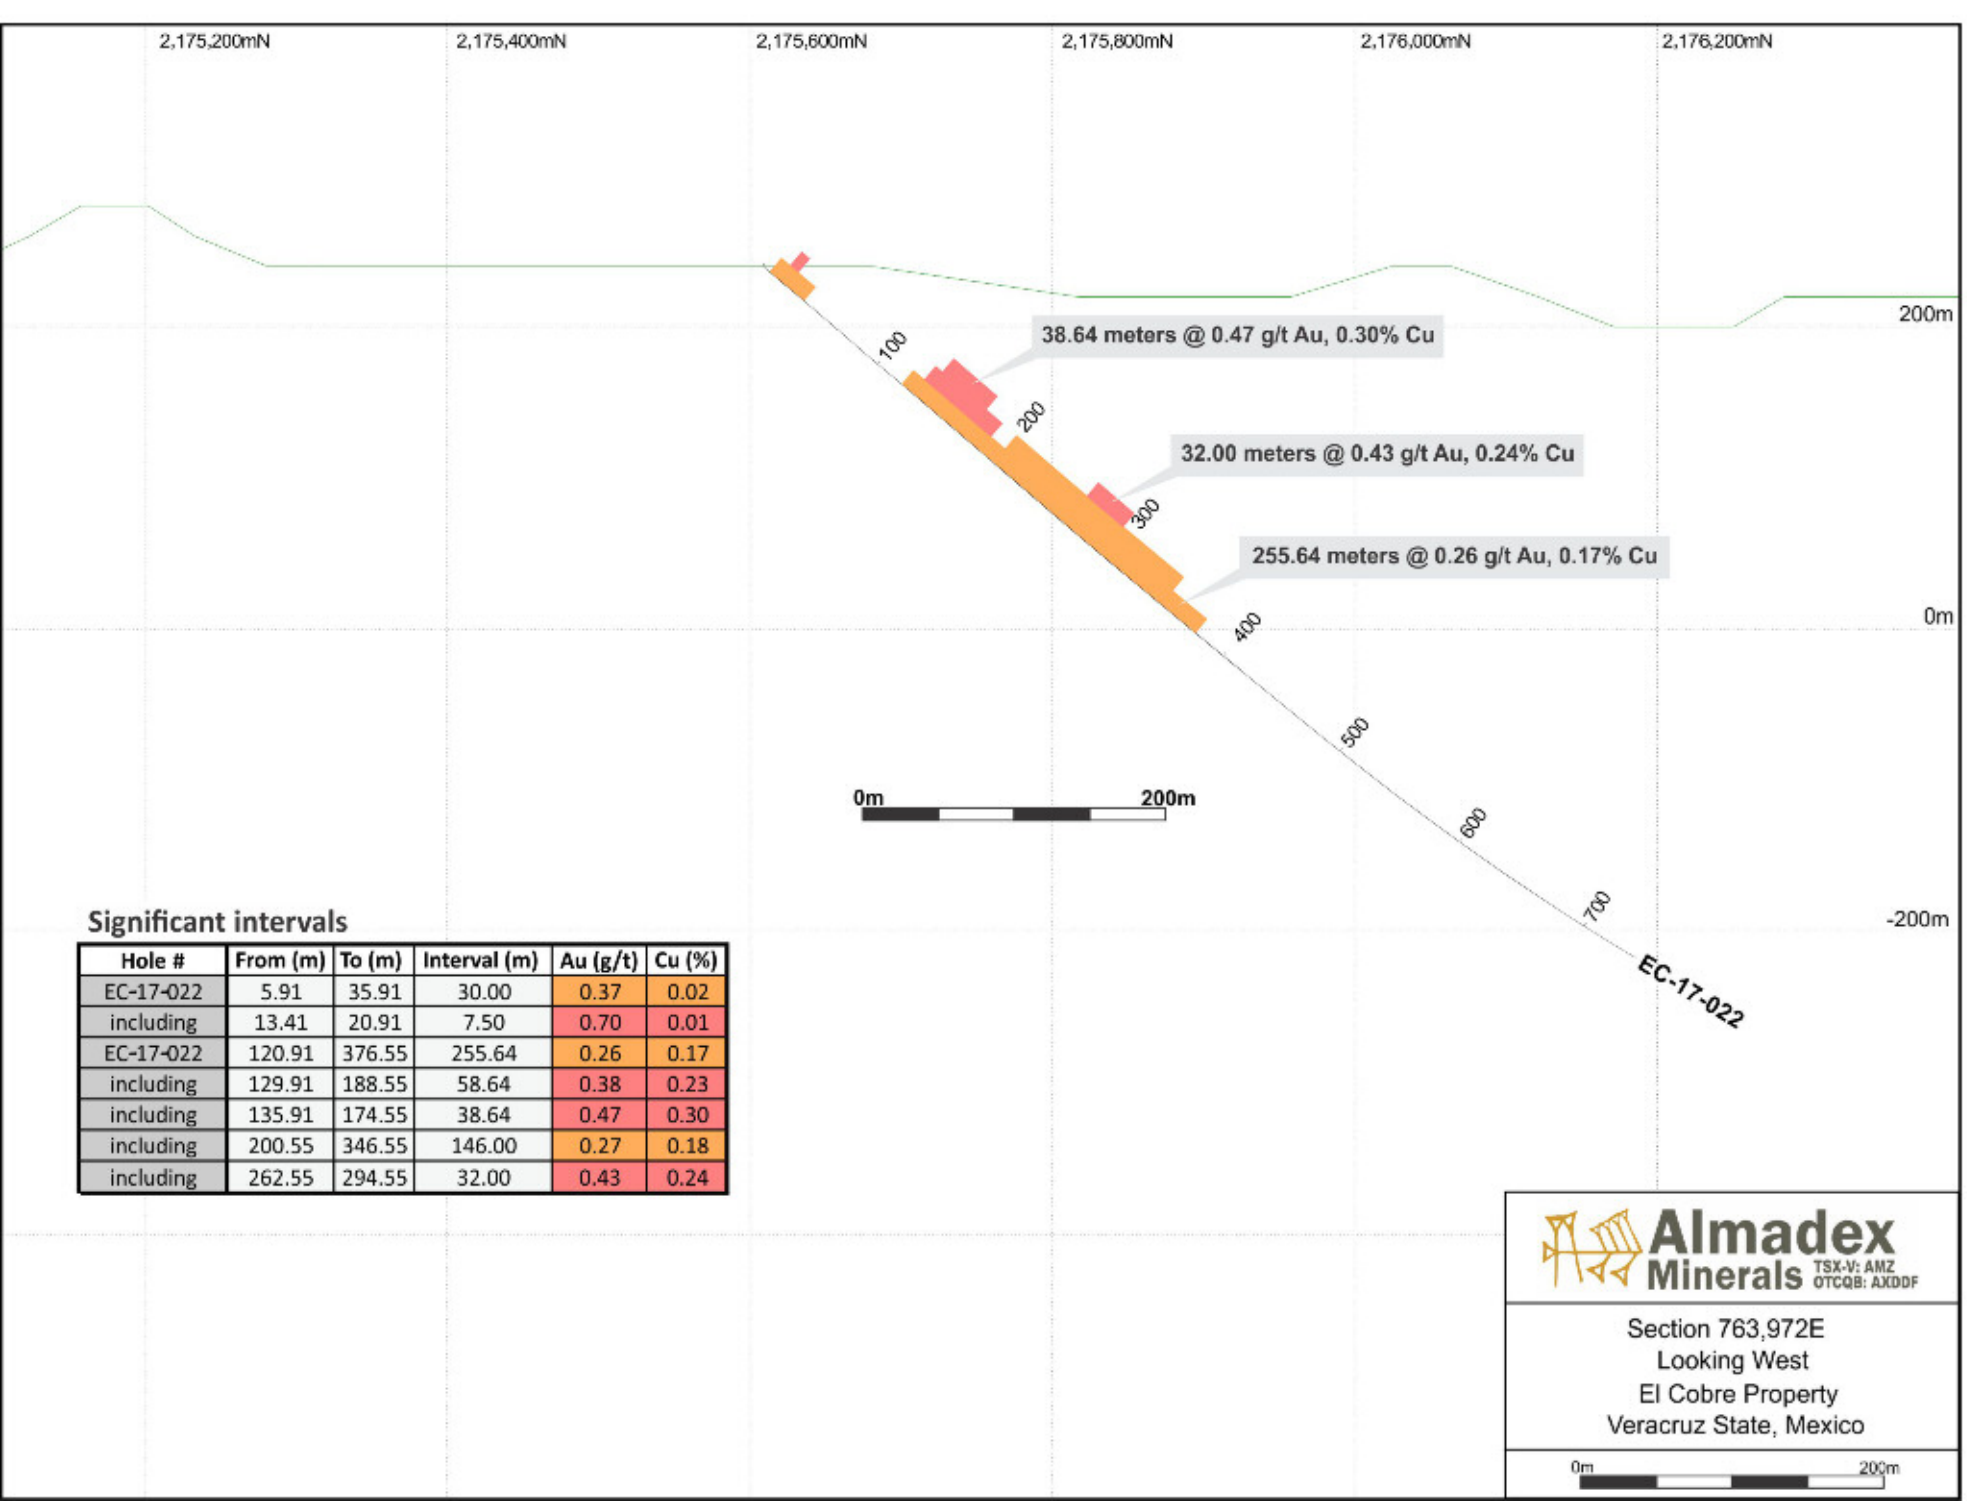 2,175,200mN 2,175,400mN 2,175,600mN 2,175,800mN 2,176,000mN 2,176,200mN
200m
38.64 meters @ 0.47 g/t Au, 0.30% Cu
100
200
32.00 meters @ 0.43 g/t Au, 0.24% Cu
300
255.64 meters @ 0.26 g/t Au, 0.17% Cu
0m
400
500
0m 200m
600
700
-200m
EC-17-022
Significant intervals
Hole # From (m) To (m) Interval (m) Au (g/t) Cu (%)
EC-17-022 5.91 35.91 30.00 0.37 0.02
including 13.41 20.91 7.50 0.70 0.01
EC-17-022 120.91 376.55 255.64 0.26 0.17
including 129.91 188.55 58.64 0.38 0.23
including 135.91 174.55 38.64 0.47 0.30
including 200.55 346.55 146.00 0.27 0.18
including 262.55 294.55 32.00 0.43 0.24
Almadex
Minerals TSX-V: AMZ
OTCQB: AXDDF
Section 763,972E
Looking West
El Cobre Property
Veracruz State, Mexico
0m 200m